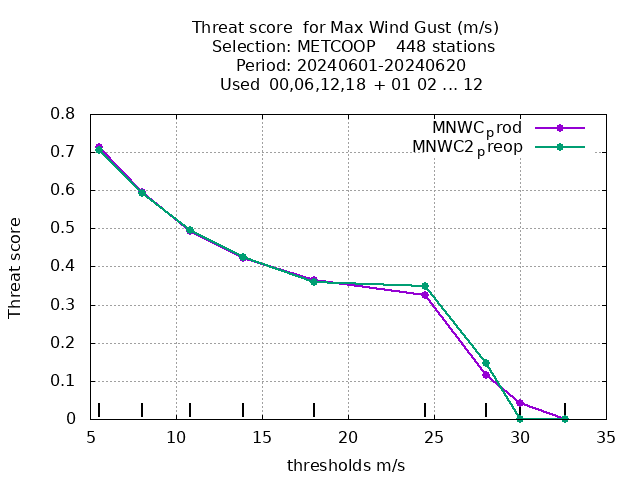 Threat score  for Max Wind Gust (m/s)
Selection: METCOOP    448 stations
Period: 20240601-20240620
Used  00,06,12,18 + 01 02 ... 12
MNWCprod
MNWC2preop
0.8
0.7
0.6
0.5
0.4
0.3
0.2
0.1
0
Threat score
5 10 15 20 25 30 35
thresholds m/s